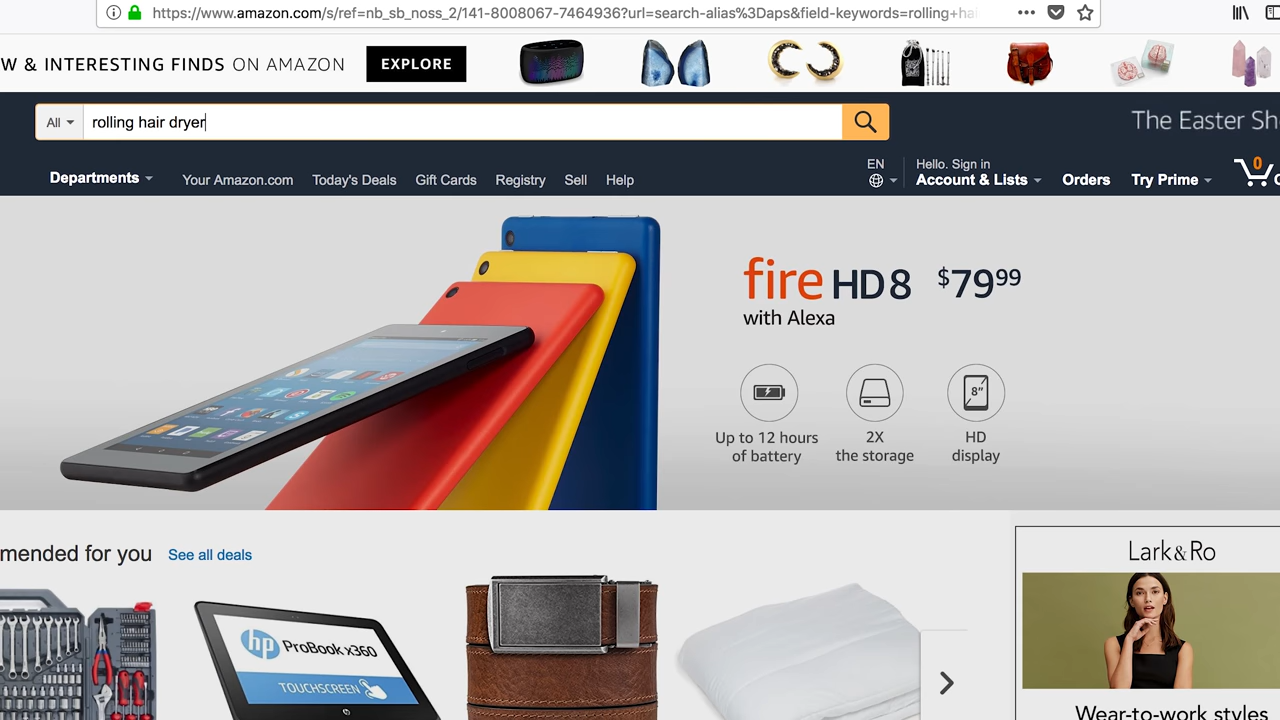 https://www.amazon.com/s/ref=nb_sb_noss_2/141-8008067-7464936?url=search-alias%3Daps&field-keywords=rolling+hai
W & INTERESTING FINDS ON AMAZON EXPLORE
All rolling hair dryer The Easter Sh
EN Hello. Sign in 0
Departments Your Amazon.com Today's Deals Gift Cards Registry Sell Help Account & Lists Orders Try Prime C
fire HD 8 $7999
with Alexa
8"
Up to 12 hours
of battery
2X
the storage
HD
display
mended for you See all deals
Lark&Ro
hp ProBook x360
TOUCHSCREEN
hp
Wear-to-work styles